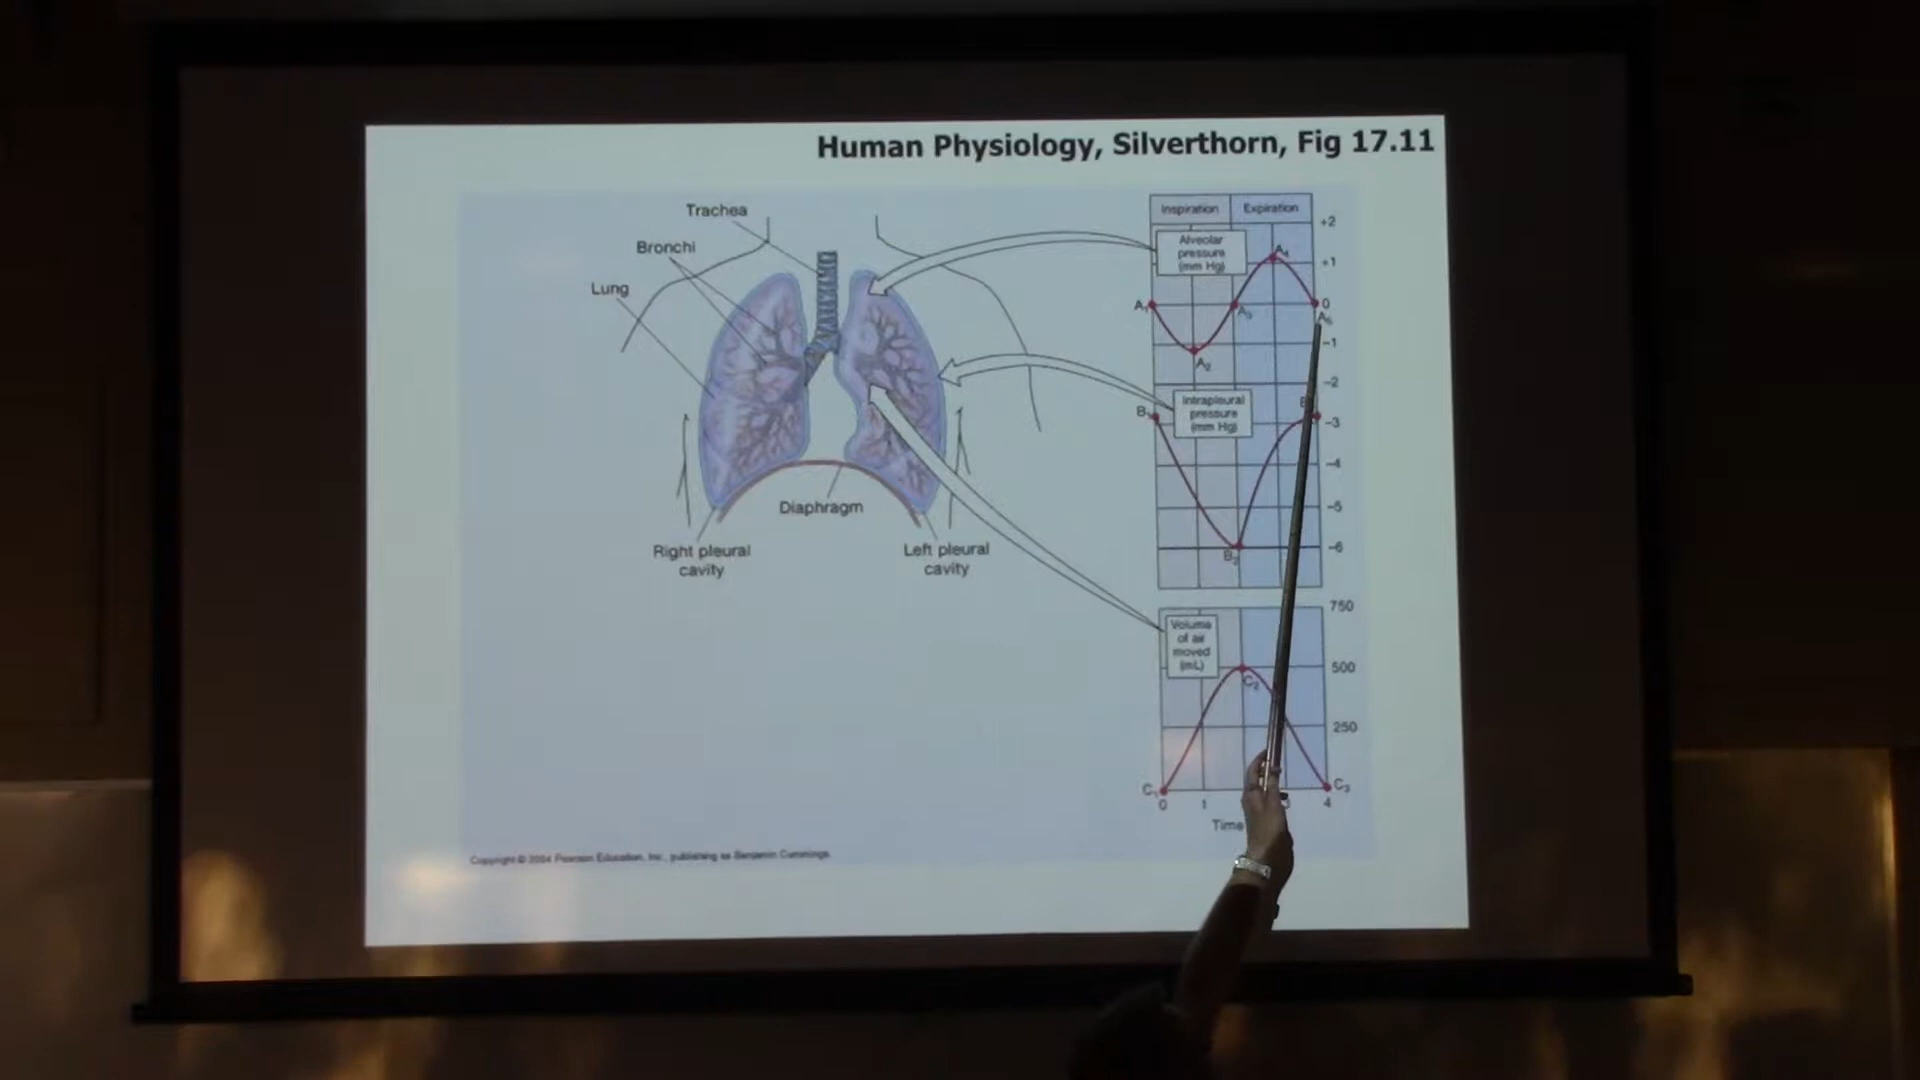 Human Physiology, Silverthorn, Fig 17.11
Trachea
Bronchi
Lung
Diaphragm
Right pleural
cavity
Left pleural
cavity
Inspiration
Expiration
Alveolar
pressure
(mm Hg)
A₁
A₂
A₃
A₄
A₅
+2
+1
0
-1
-2
-3
-4
-5
-6
Intrapleural
pressure
(mm Hg)
B₁
B₂
B
Volume
of air
moved
(mL)
750
500
250
C₁
C₂
C₃
0
1
3
4
Time
Copyright © 2004 Pearson Education, Inc., publishing as Benjamin Cummings.